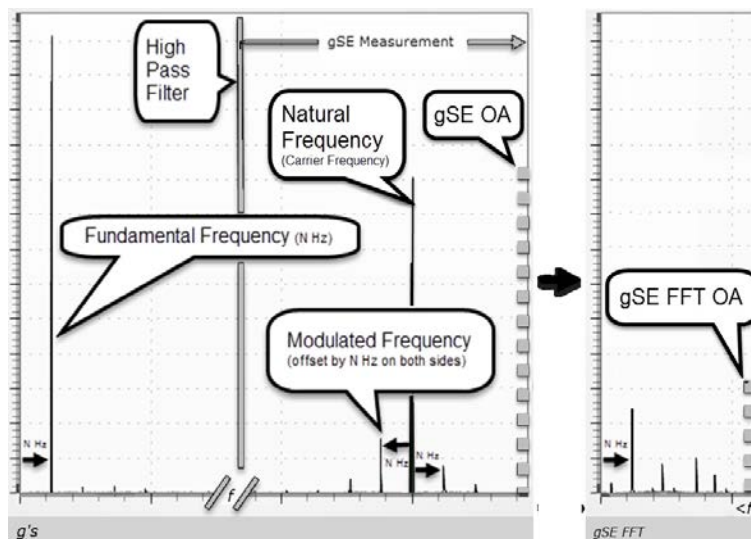 High
Pass
Filter
gSE Measurement
Natural
Frequency
(Carrier Frequency)
gSE OA
Fundamental Frequency (N Hz)
gSE FFT OA
Modulated Frequency
(offset by N Hz on both sides)
N Hz
N Hz
N Hz
N Hz
f
<f
g's
gSE FFT